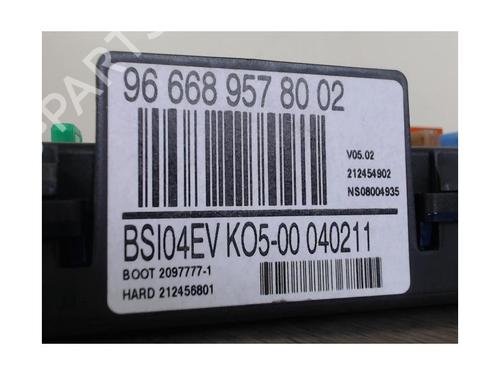 96 668 957 80 02
V05.02
212454902
NS08004935
BSI04EV KO5-00 040211
BOOT 2097777-1
HARD 212456801